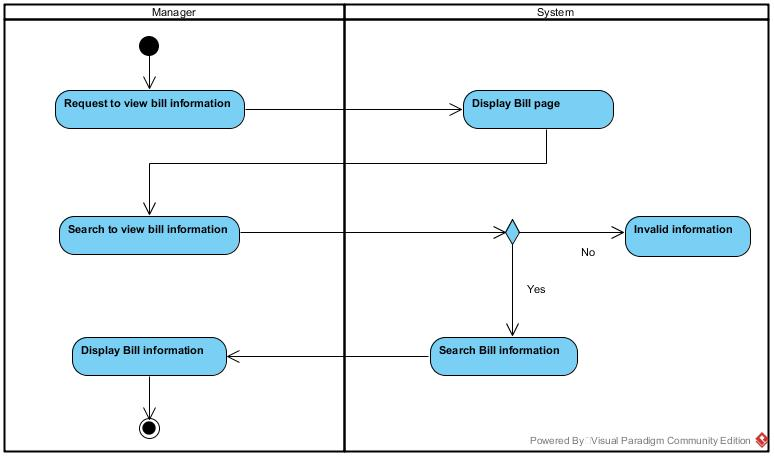 Manager
System
Request to view bill information
Display Bill page
Search to view bill information
Invalid information
No
Yes
Display Bill information
Search Bill information
Powered By Visual Paradigm Community Edition